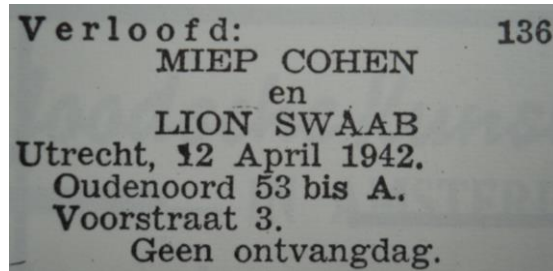 Verloofd: 136
MIEP COHEN
en
LION SWAAB
Utrecht, 12 April 1942.
Oudenoord 53 bis A.
Voorstraat 3.
Geen ontvangdag.